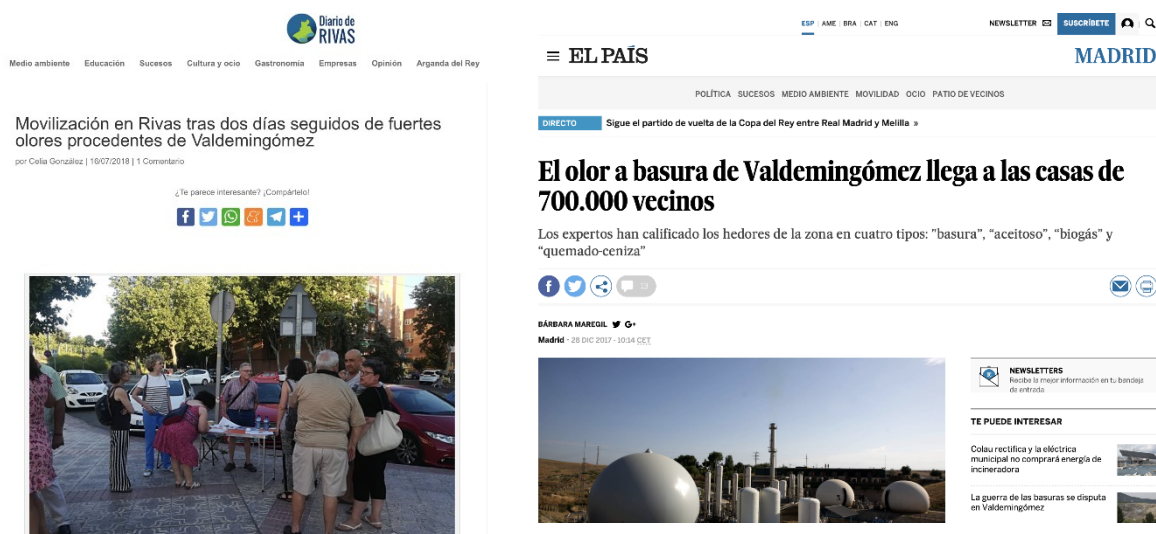 Diario de
RIVAS
Medio ambiente Educación Sucesos Cultura y ocio Gastronomía Empresas Opinión Arganda del Rey
Movilización en Rivas tras dos días seguidos de fuertes
olores procedentes de Valdemingómez
por Celia González | 16/07/2018 | 1 Comentario
¿Te parece interesante? ¡Compártelo!
ESP AME BRA CAT ENG
NEWSLETTER
SUSCRÍBETE
EL PAÍS
MADRID
POLÍTICA SUCESOS MEDIO AMBIENTE MOVILIDAD OCIO PATIO DE VECINOS
DIRECTO Sigue el partido de vuelta de la Copa del Rey entre Real Madrid y Melilla »
El olor a basura de Valdemingómez llega a las casas de
700.000 vecinos
Los expertos han calificado los hedores de la zona en cuatro tipos: "basura", "aceitoso", "biogás" y
"quemado-ceniza"
13
BÁRBARA MAREGIL
Madrid - 28 DIC 2017 - 10:14 CET
NEWSLETTERS
Recibe la mejor información en tu bandeja
de entrada
TE PUEDE INTERESAR
Colau rectifica y la eléctrica
municipal no comprará energía de
incineradora
La guerra de las basuras se disputa
en Valdemingómez